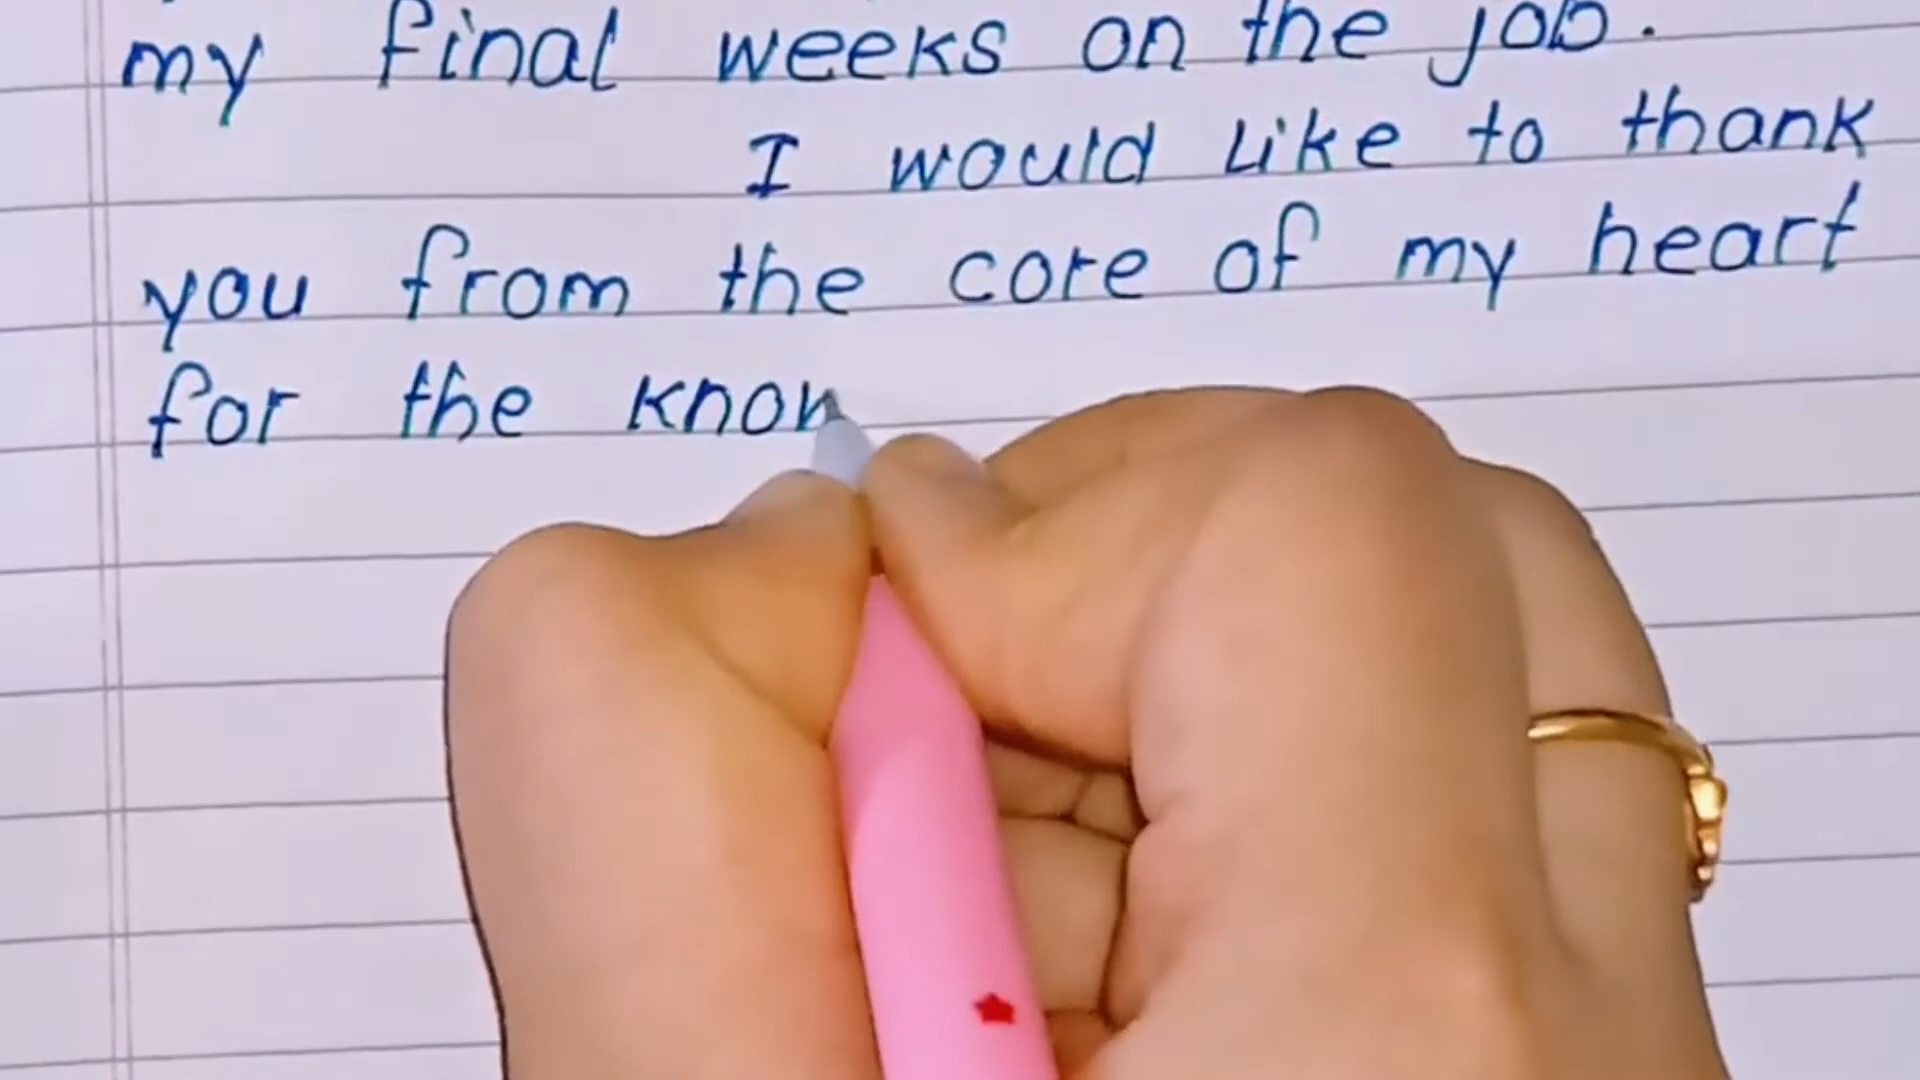 my final weeks on the job.
I would like to thank
you from the core of my heart
for the know